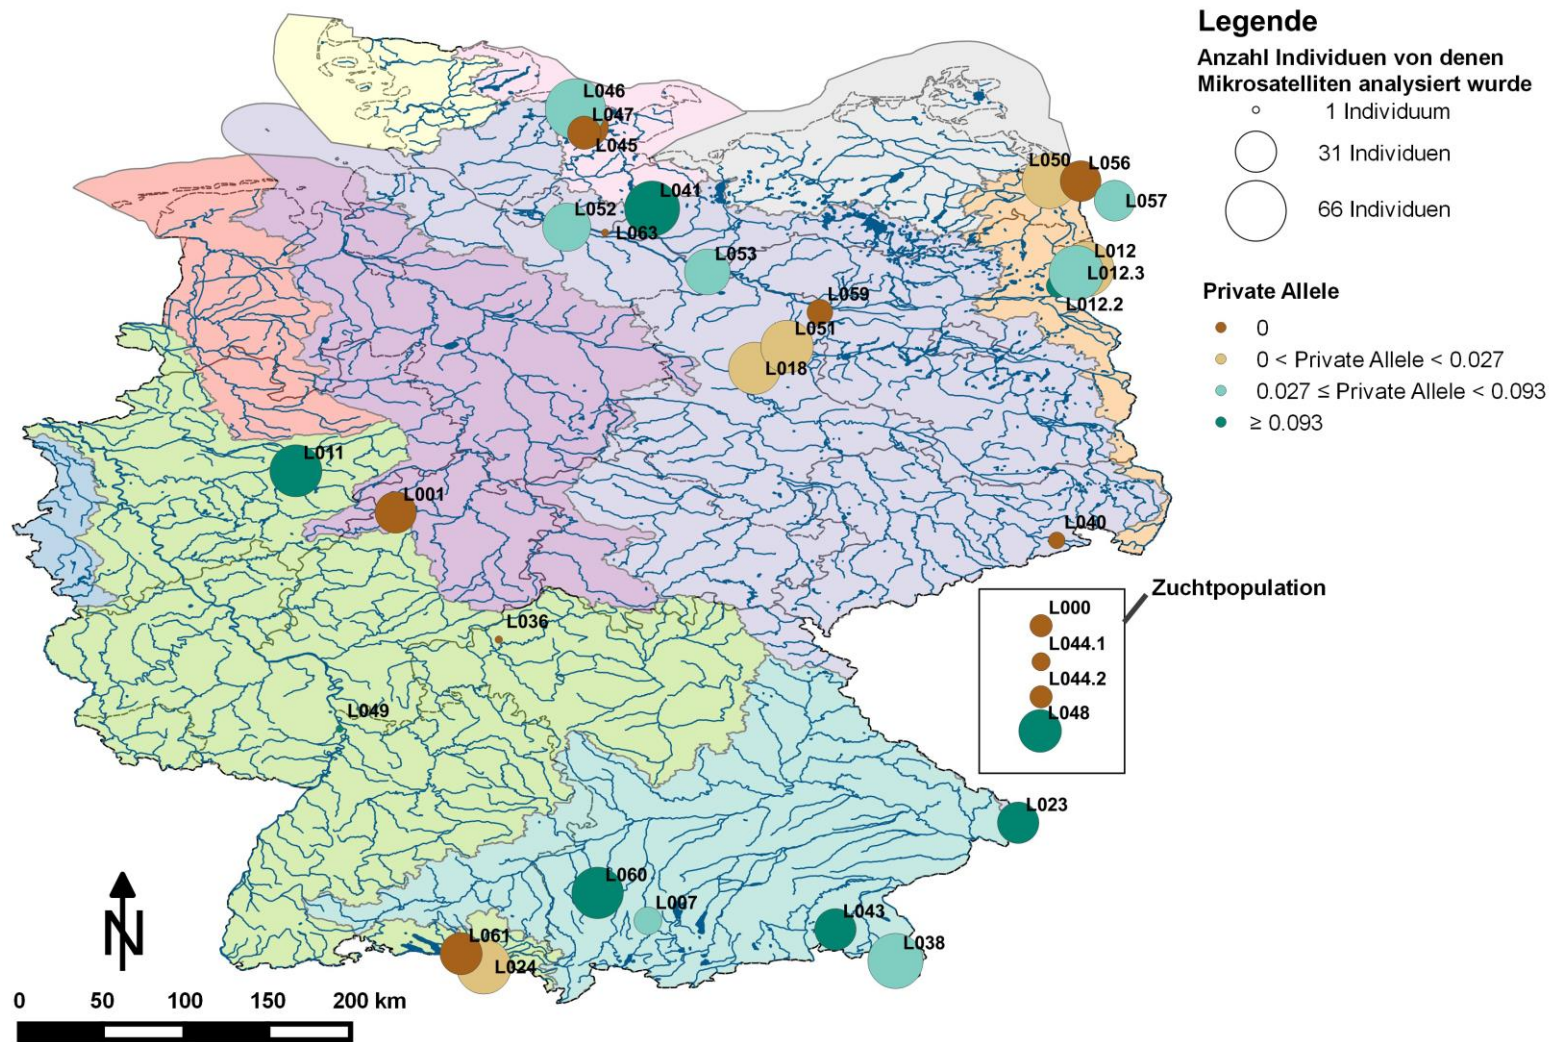 Legende
Anzahl Individuen von denen
Mikrosatelliten analysiert wurde
1 Individuum
31 Individuen
66 Individuen
Private Allele
0
0 < Private Allele < 0.027
0.027 ≤ Private Allele < 0.093
≥ 0.093
L046
L047
L045
L041
L052
L063
L053
L050
L056
L057
L012
L012.3
L012.2
L059
L051
L018
L011
L001
L040
Zuchtpopulation
L000
L044.1
L044.2
L048
L036
L049
L023
L060
L007
L043
L038
L061
L024
N
0 50 100 150 200 km